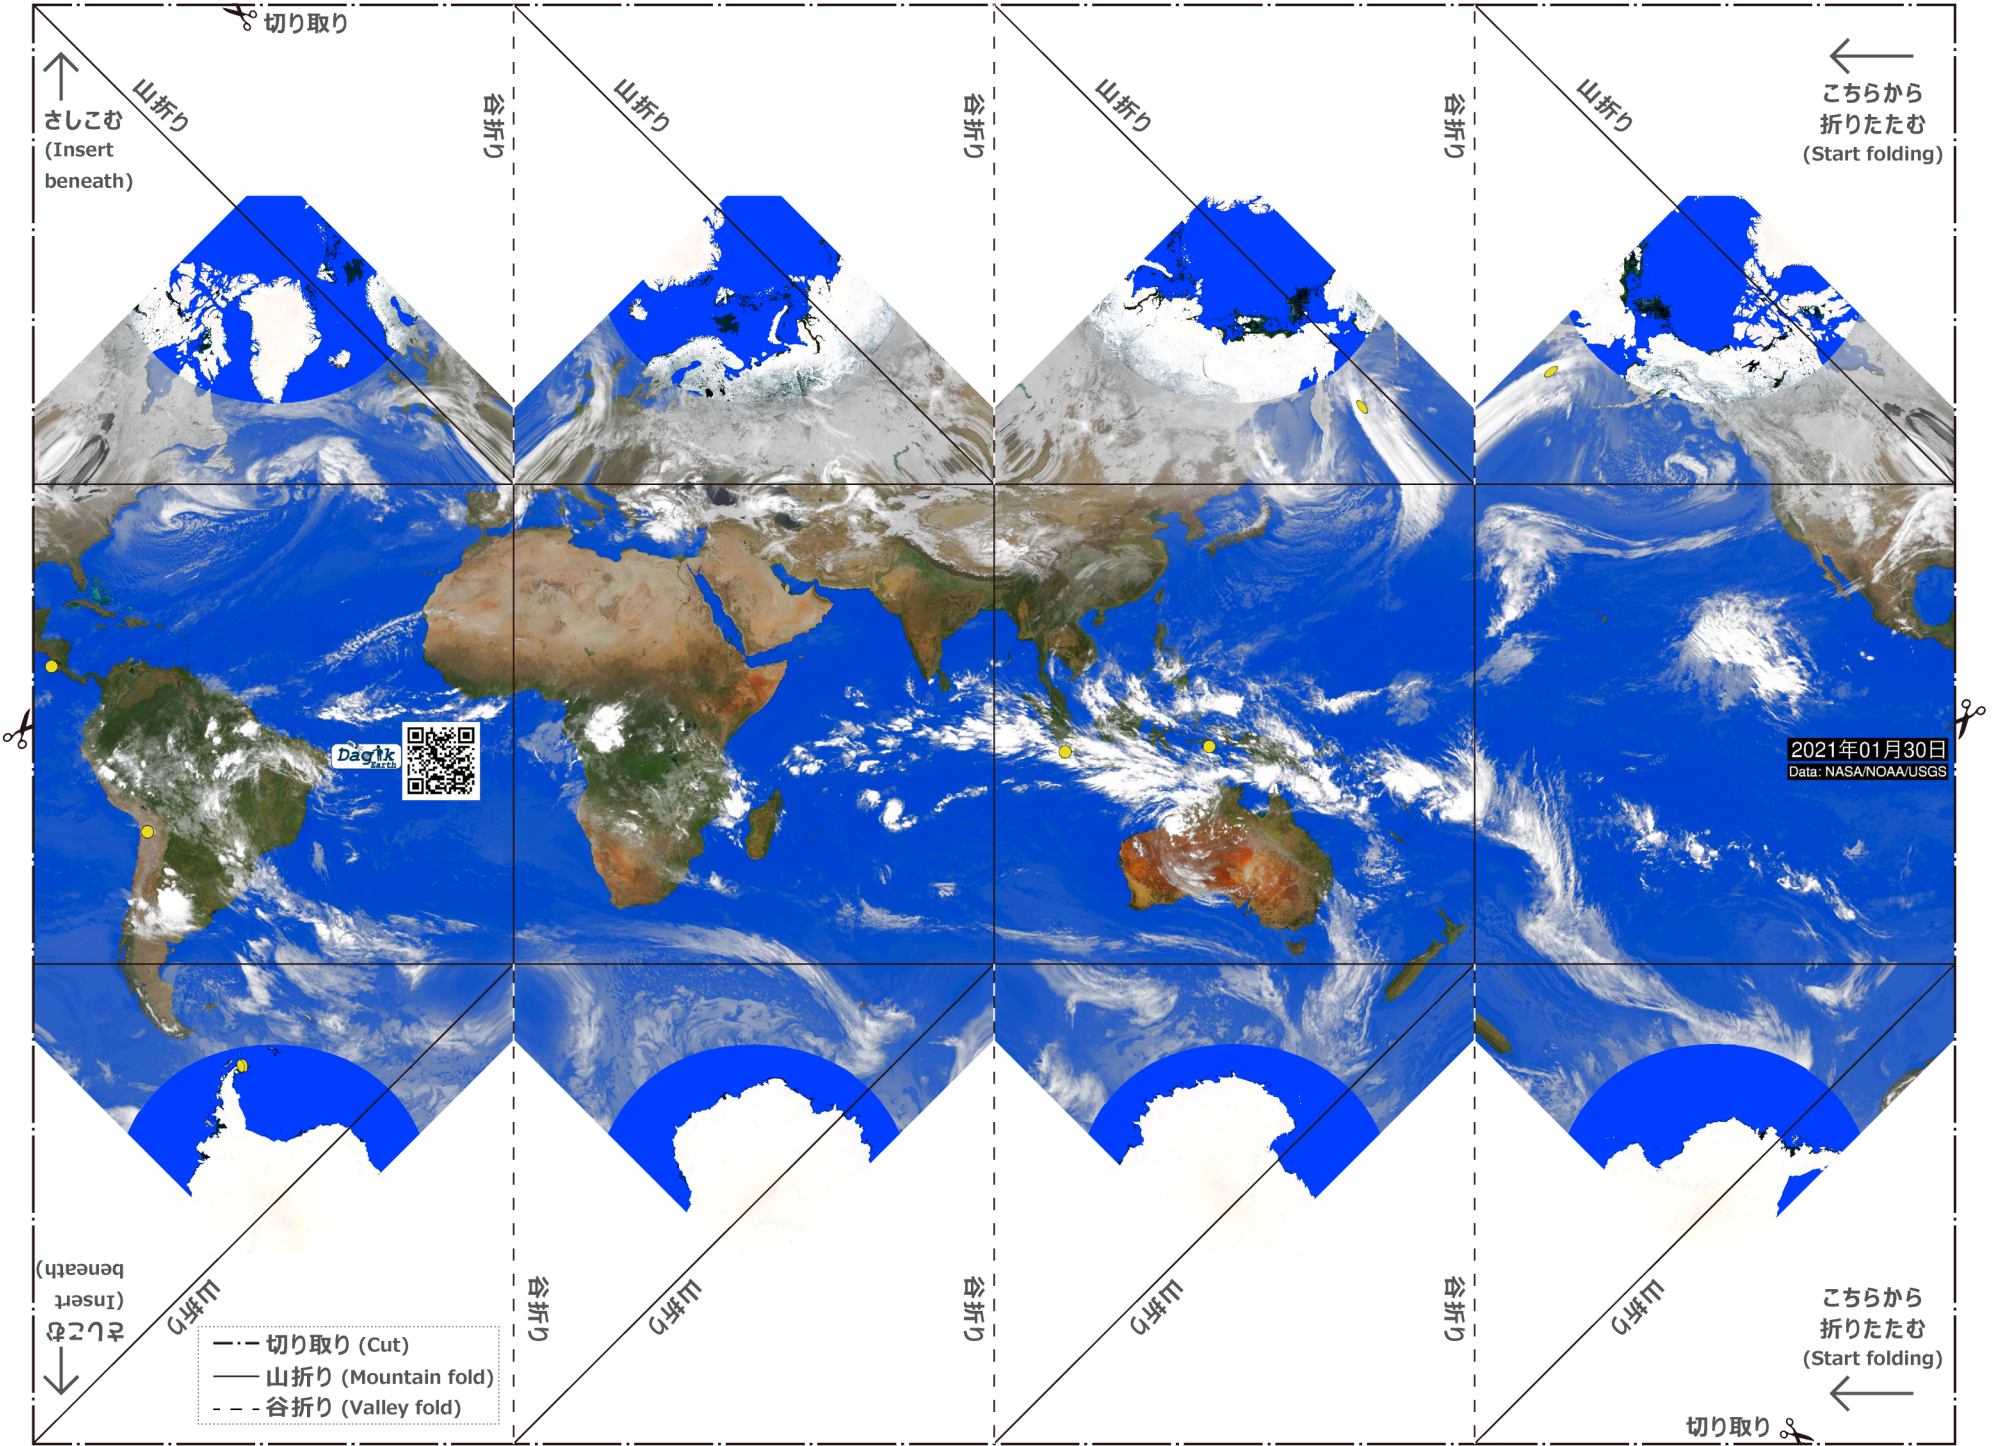 切り取り
さしこむ
(Insert
beneath)
山折り
谷折り
山折り
谷折り
山折り
谷折り
山折り
こちらから
折りたたむ
(Start folding)
Dagik
Earth
2021年01月30日
Data: NASA/NOAA/USGS
さしこむ
(Insert
beneath)
山折り
谷折り
山折り
谷折り
山折り
谷折り
山折り
こちらから
折りたたむ
(Start folding)
切り取り (Cut)
山折り (Mountain fold)
谷折り (Valley fold)
切り取り